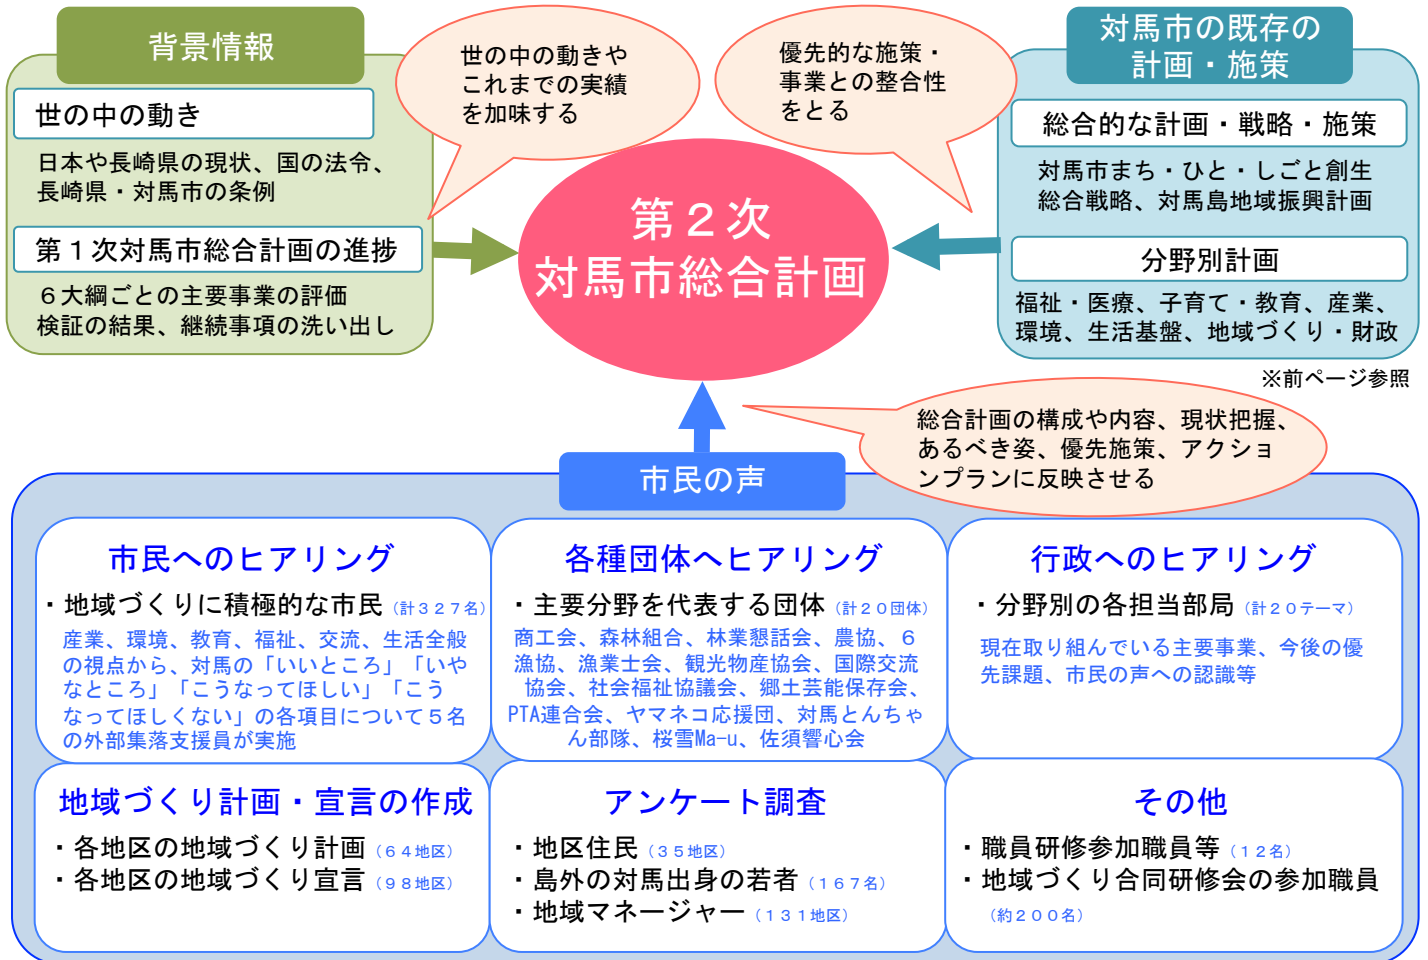 背景情報
世の中の動き
日本や長崎県の現状、国の法令、
長崎県・対馬市の条例
第1次対馬市総合計画の進捗
6大綱ごとの主要事業の評価
検証の結果、継続事項の洗い出し
世の中の動きや
これまでの実績
を加味する
優先的な施策・
事業との整合性
をとる
対馬市の既存の
計画・施策
総合的な計画・戦略・施策
対馬市まち・ひと・しごと創生
総合戦略、対馬島地域振興計画
分野別計画
福祉・医療、子育て・教育、産業、
環境、生活基盤、地域づくり・財政
※前ページ参照
第2次
対馬市総合計画
総合計画の構成や内容、現状把握、
あるべき姿、優先施策、アクショ
ンプランに反映させる
市民の声
市民へのヒアリング
・地域づくりに積極的な市民（計327名）
産業、環境、教育、福祉、交流、生活全般
の視点から、対馬の「いいところ」「いや
なところ」「こうなってほしい」「こう
なってほしくない」の各項目について5名
の外部集落支援員が実施
各種団体へヒアリング
・主要分野を代表する団体（計20団体）
商工会、森林組合、林業懇話会、農協、6
漁協、漁業士会、観光物産協会、国際交流
協会、社会福祉協議会、郷土芸能保存会、
PTA連合会、ヤマネコ応援団、対馬とんちゃ
ん部隊、桜雪Ma-u、佐須響心会
行政へのヒアリング
・分野別の各担当部局（計20テーマ）
現在取り組んでいる主要事業、今後の優
先課題、市民の声への認識等
地域づくり計画・宣言の作成
・各地区の地域づくり計画（64地区）
・各地区の地域づくり宣言（98地区）
アンケート調査
・地区住民（35地区）
・島外の対馬出身の若者（167名）
・地域マネージャー（131地区）
その他
・職員研修参加職員等（12名）
・地域づくり合同研修会の参加職員
（約200名）